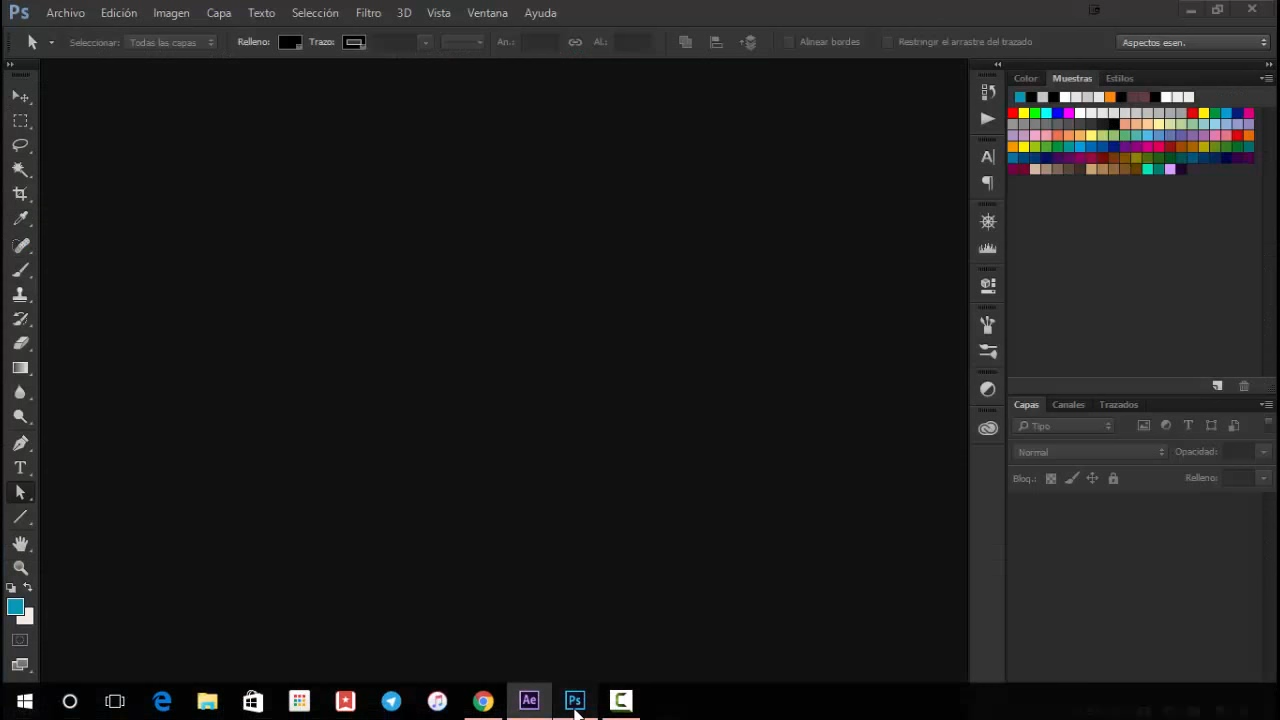 Ps Archivo Edición Imagen Capa Texto Selección Filtro 3D Vista Ventana Ayuda
Seleccionar: Todas las capas Relleno: Trazo: An.: Al.: Alinear bordes Restringir el arrastre del trazado Aspectos esen.
Color Muestras Estilos
Capas Canales Trazados
Tipo
Normal Opacidad:
Bloq.: Relleno:
Ae Ps